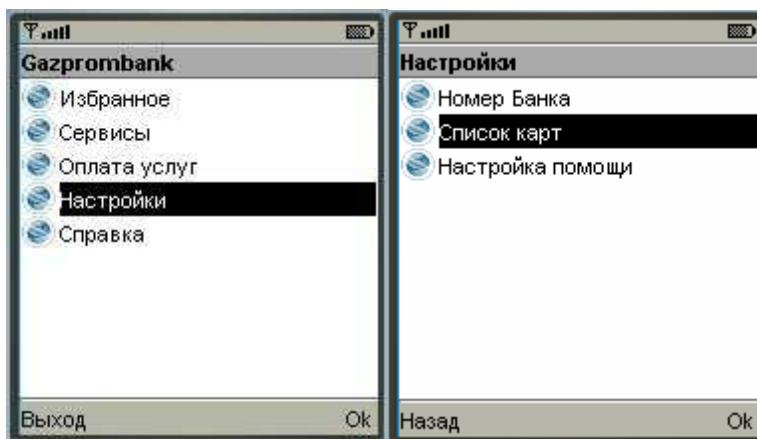 Gazprombank
Избранное
Сервисы
Оплата услуг
Настройки
Справка
Выход Ok
Настройки
Номер Банка
Список карт
Настройка помощи
Назад Ok